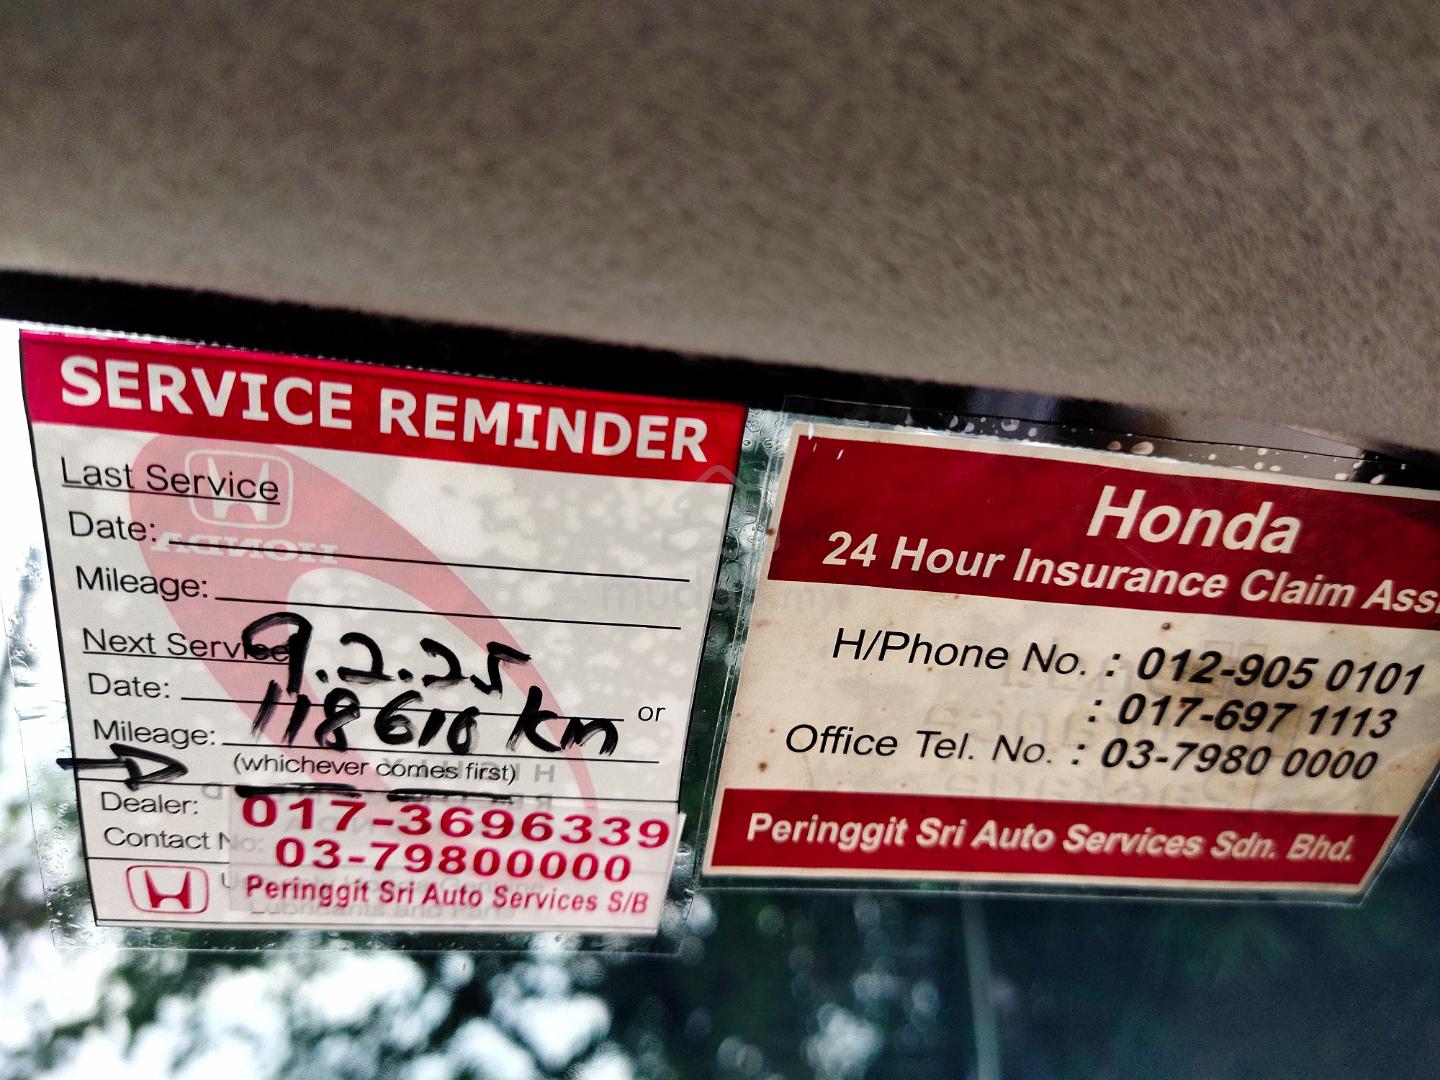 SERVICE REMINDER
Last Service
Date:
Mileage:
Next Service
9.2.25
Date: or
Mileage: 118610 km
(whichever comes first)
Dealer:
017-3696339
Contact No:
03-79800000
Peringgit Sri Auto Services S/B
Honda
24 Hour Insurance Claim Assi
H/Phone No. : 012-905 0101
: 017-697 1113
Office Tel. No. : 03-7980 0000
Peringgit Sri Auto Services Sdn. Bhd.
mudah.my